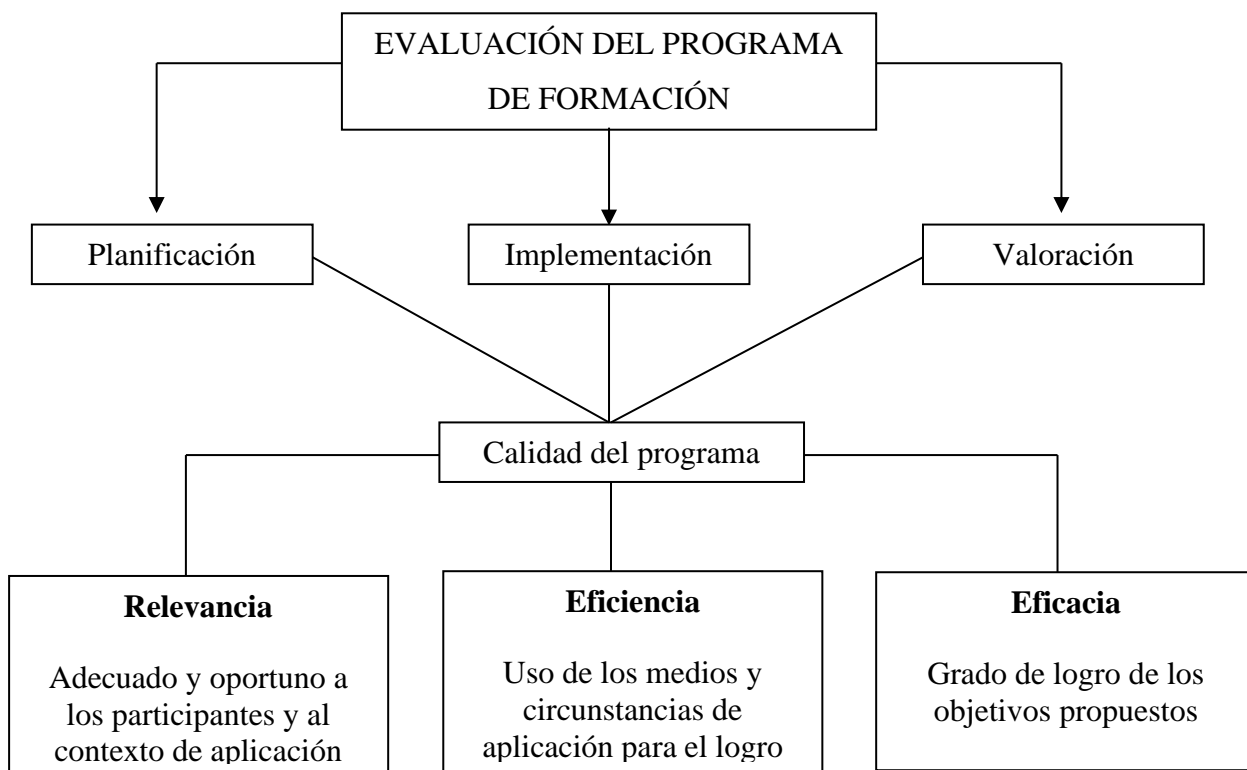 EVALUACIÓN DEL PROGRAMA
DE FORMACIÓN
Planificación
Implementación
Valoración
Calidad del programa
Relevancia
Adecuado y oportuno a
los participantes y al
contexto de aplicación
Eficiencia
Uso de los medios y
circunstancias de
aplicación para el logro
Eficacia
Grado de logro de los
objetivos propuestos